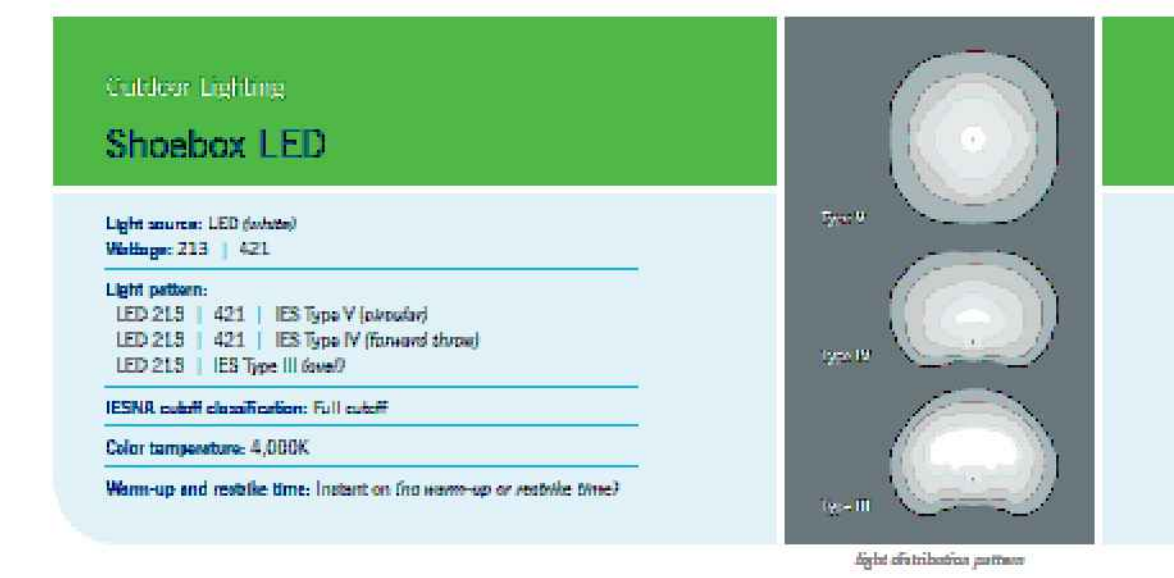 Outdoor Lighting
Shoebox LED
Light source: LED (white)
Wattage: 213 | 421
Light pattern:
LED 213 | 421 | IES Type V (circular)
LED 213 | 421 | IES Type IV (forward throw)
LED 213 | IES Type III (oval)
IESNA cutoff classification: Full cutoff
Color temperature: 4,000K
Warm-up and restrike time: Instant on (no warm-up or restrike time)
Type V
Type IV
Type III
light distribution pattern